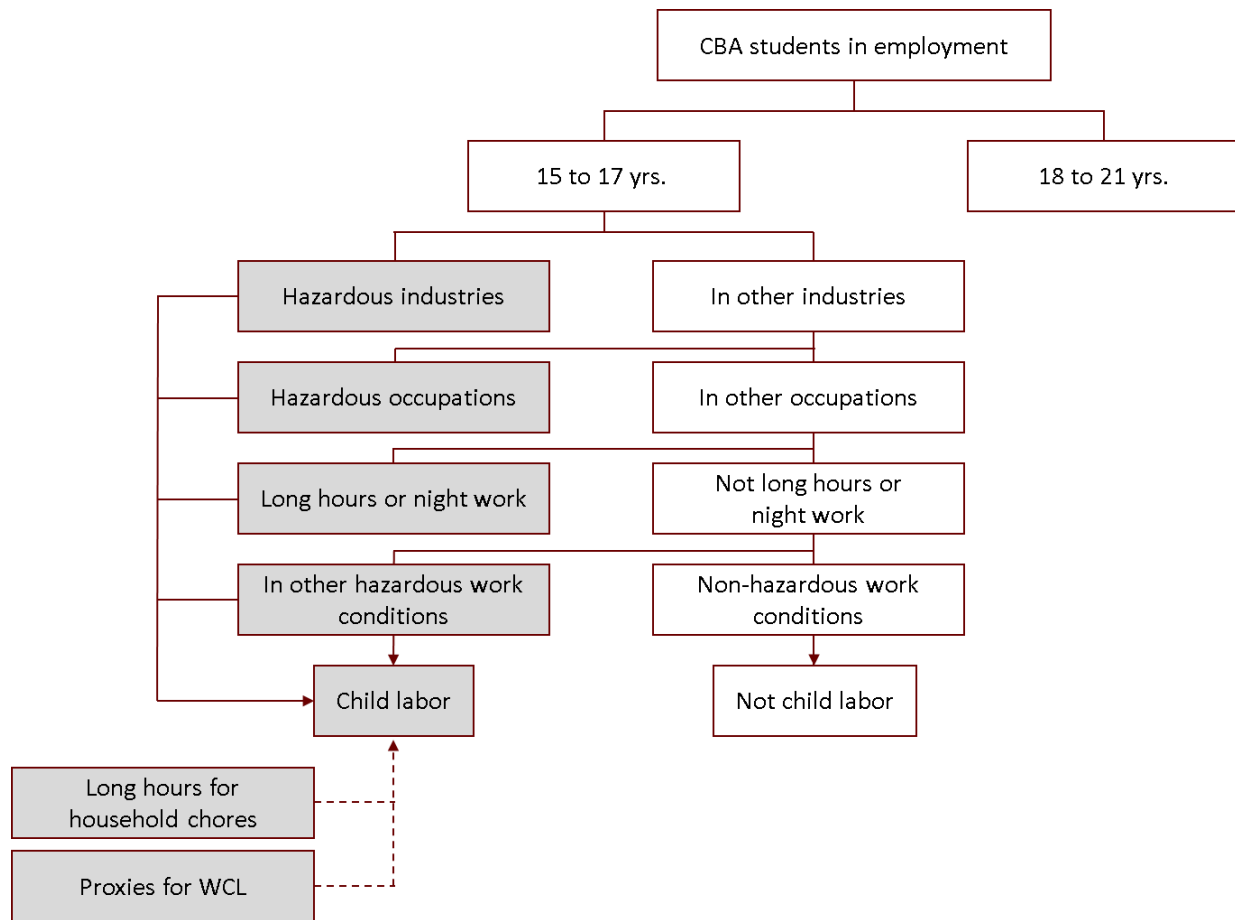 CBA students in employment
15 to 17 yrs.
18 to 21 yrs.
Hazardous industries
In other industries
Hazardous occupations
In other occupations
Long hours or night work
Not long hours or
night work
In other hazardous work
conditions
Non-hazardous work
conditions
Child labor
Not child labor
Long hours for
household chores
Proxies for WCL